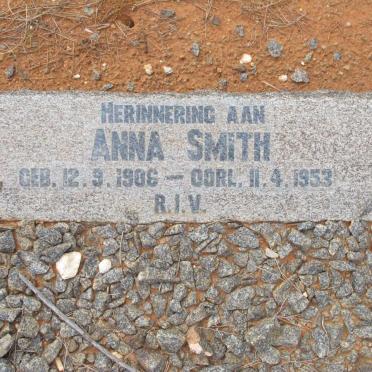 HERINNERING AAN
ANNA SMITH
GEB. 12.9.1906 — OORL. 11.4.1953
R.I.V.